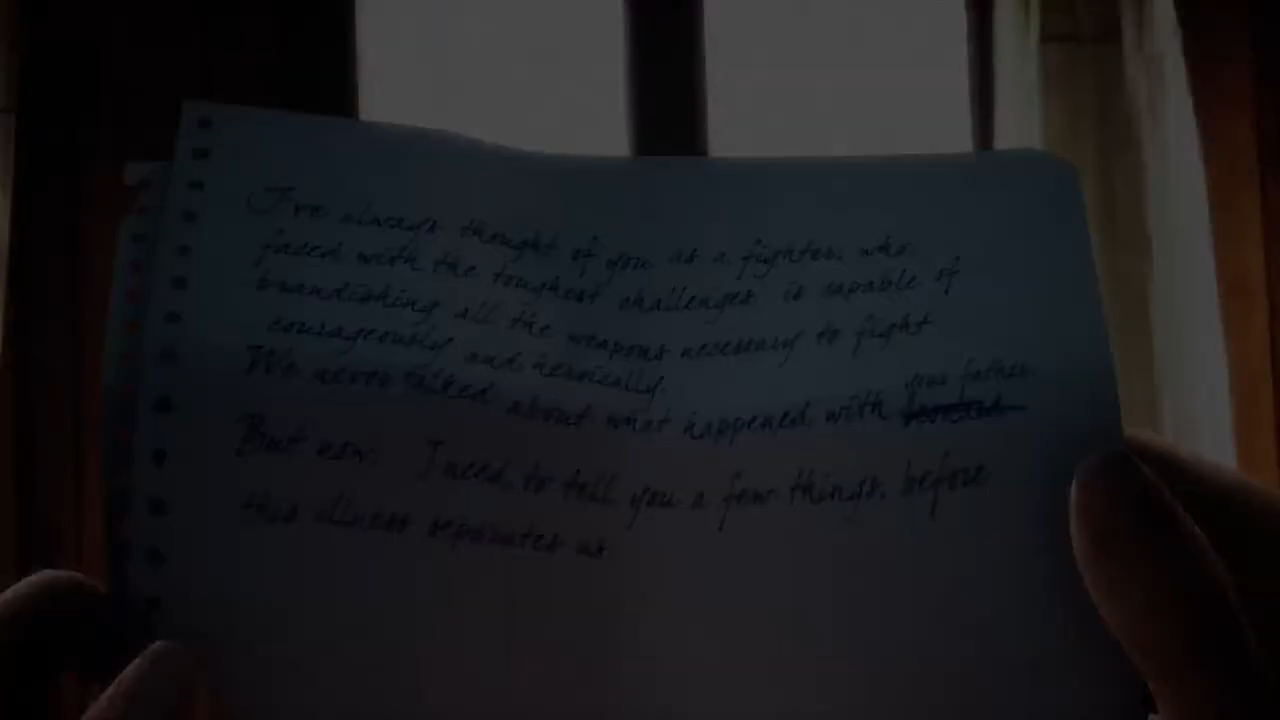 I've always thought of you as a fighter, who,
faced with the toughest challenges is capable of
brandishing all the weapons necessary to fight
courageously and heroically.
We never talked about what happened with your father
But now, I need to tell you a few things, before
this illness separates us